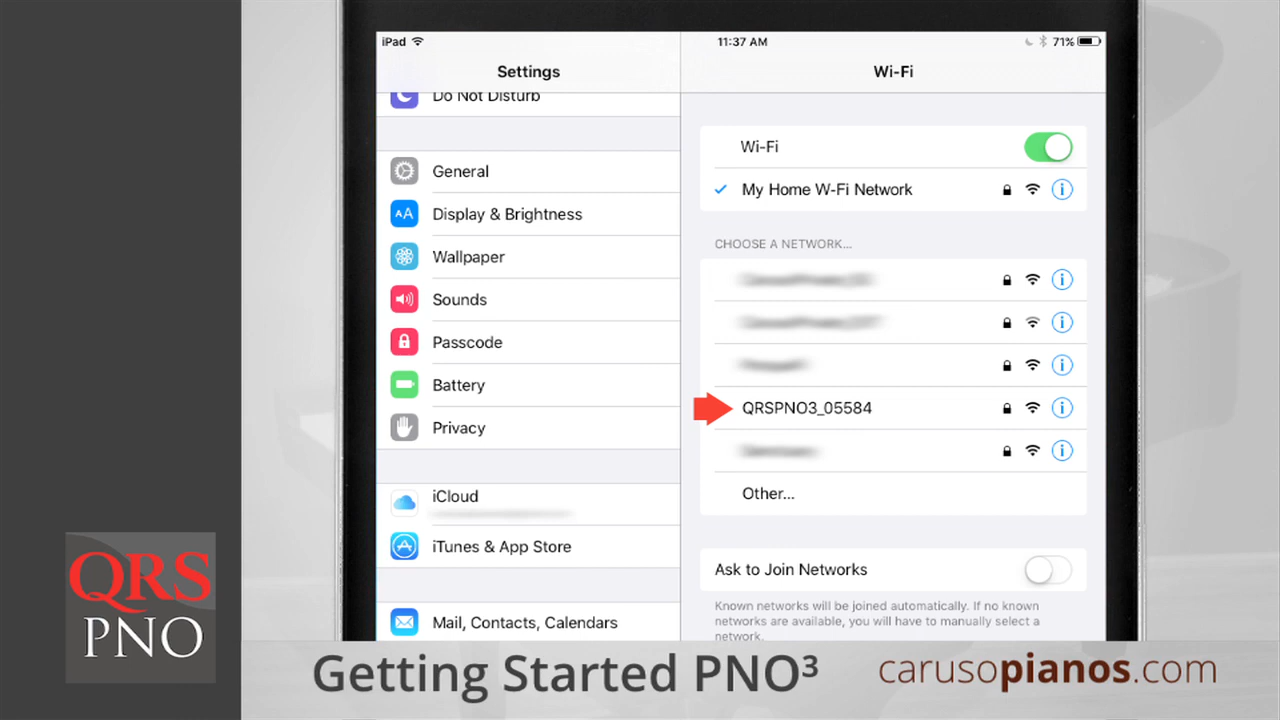 iPad
11:37 AM
71%
Settings
Wi-Fi
Do Not Disturb
General
AA Display & Brightness
Wallpaper
Sounds
Passcode
Battery
Privacy
iCloud
iTunes & App Store
Mail, Contacts, Calendars
Wi-Fi
My Home W-Fi Network
CHOOSE A NETWORK...
QRSPNO3_05584
Other...
Ask to Join Networks
Known networks will be joined automatically. If no known
networks are available, you will have to manually select a
network.
QRS
PNO
Getting Started PNO³
carusopianos.com